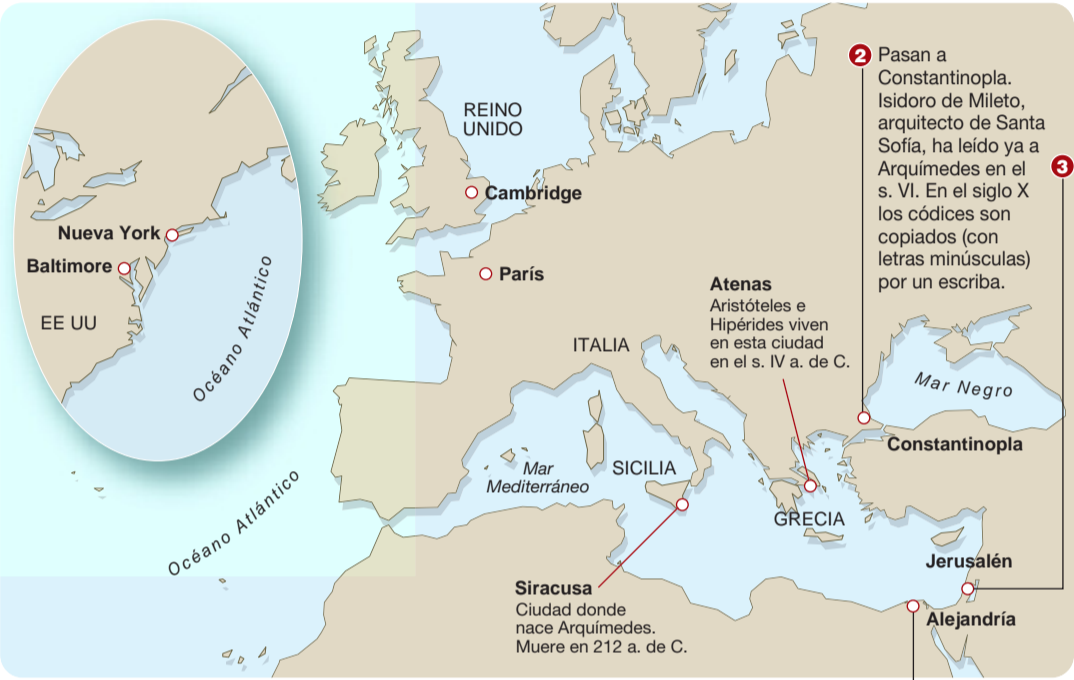 Nueva York
Baltimore
EE UU
Océano Atlántico
Océano Atlántico
REINO
UNIDO
Cambridge
París
ITALIA
Atenas
Aristóteles e
Hipérides viven
en esta ciudad
en el s. IV a. de C.
2 Pasan a
Constantinopla.
Isidoro de Mileto,
arquitecto de Santa
Sofía, ha leído ya a
Arquímedes en el
s. VI. En el siglo X
los códices son
copiados (con
letras minúsculas)
por un escriba.
3
Mar Negro
Constantinopla
Mar
Mediterráneo
SICILIA
GRECIA
Siracusa
Ciudad donde
nace Arquímedes.
Muere en 212 a. de C.
Jerusalén
Alejandría